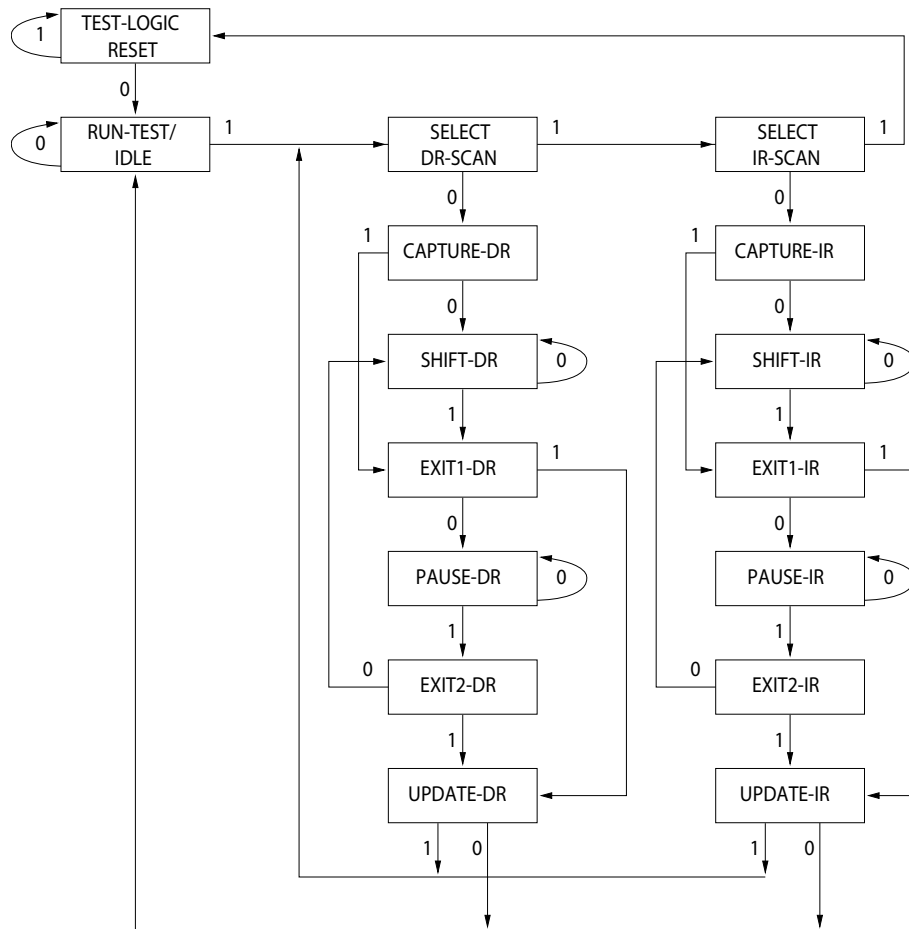 TEST-LOGIC
RESET
1
0
RUN-TEST/
IDLE
0
1
SELECT
DR-SCAN
1
SELECT
IR-SCAN
1
0
0
1
CAPTURE-DR
1
CAPTURE-IR
0
0
SHIFT-DR
0
SHIFT-IR
0
1
1
EXIT1-DR
1
EXIT1-IR
1
0
0
PAUSE-DR
0
PAUSE-IR
0
1
1
0
EXIT2-DR
0
EXIT2-IR
1
1
UPDATE-DR
UPDATE-IR
1
0
1
0